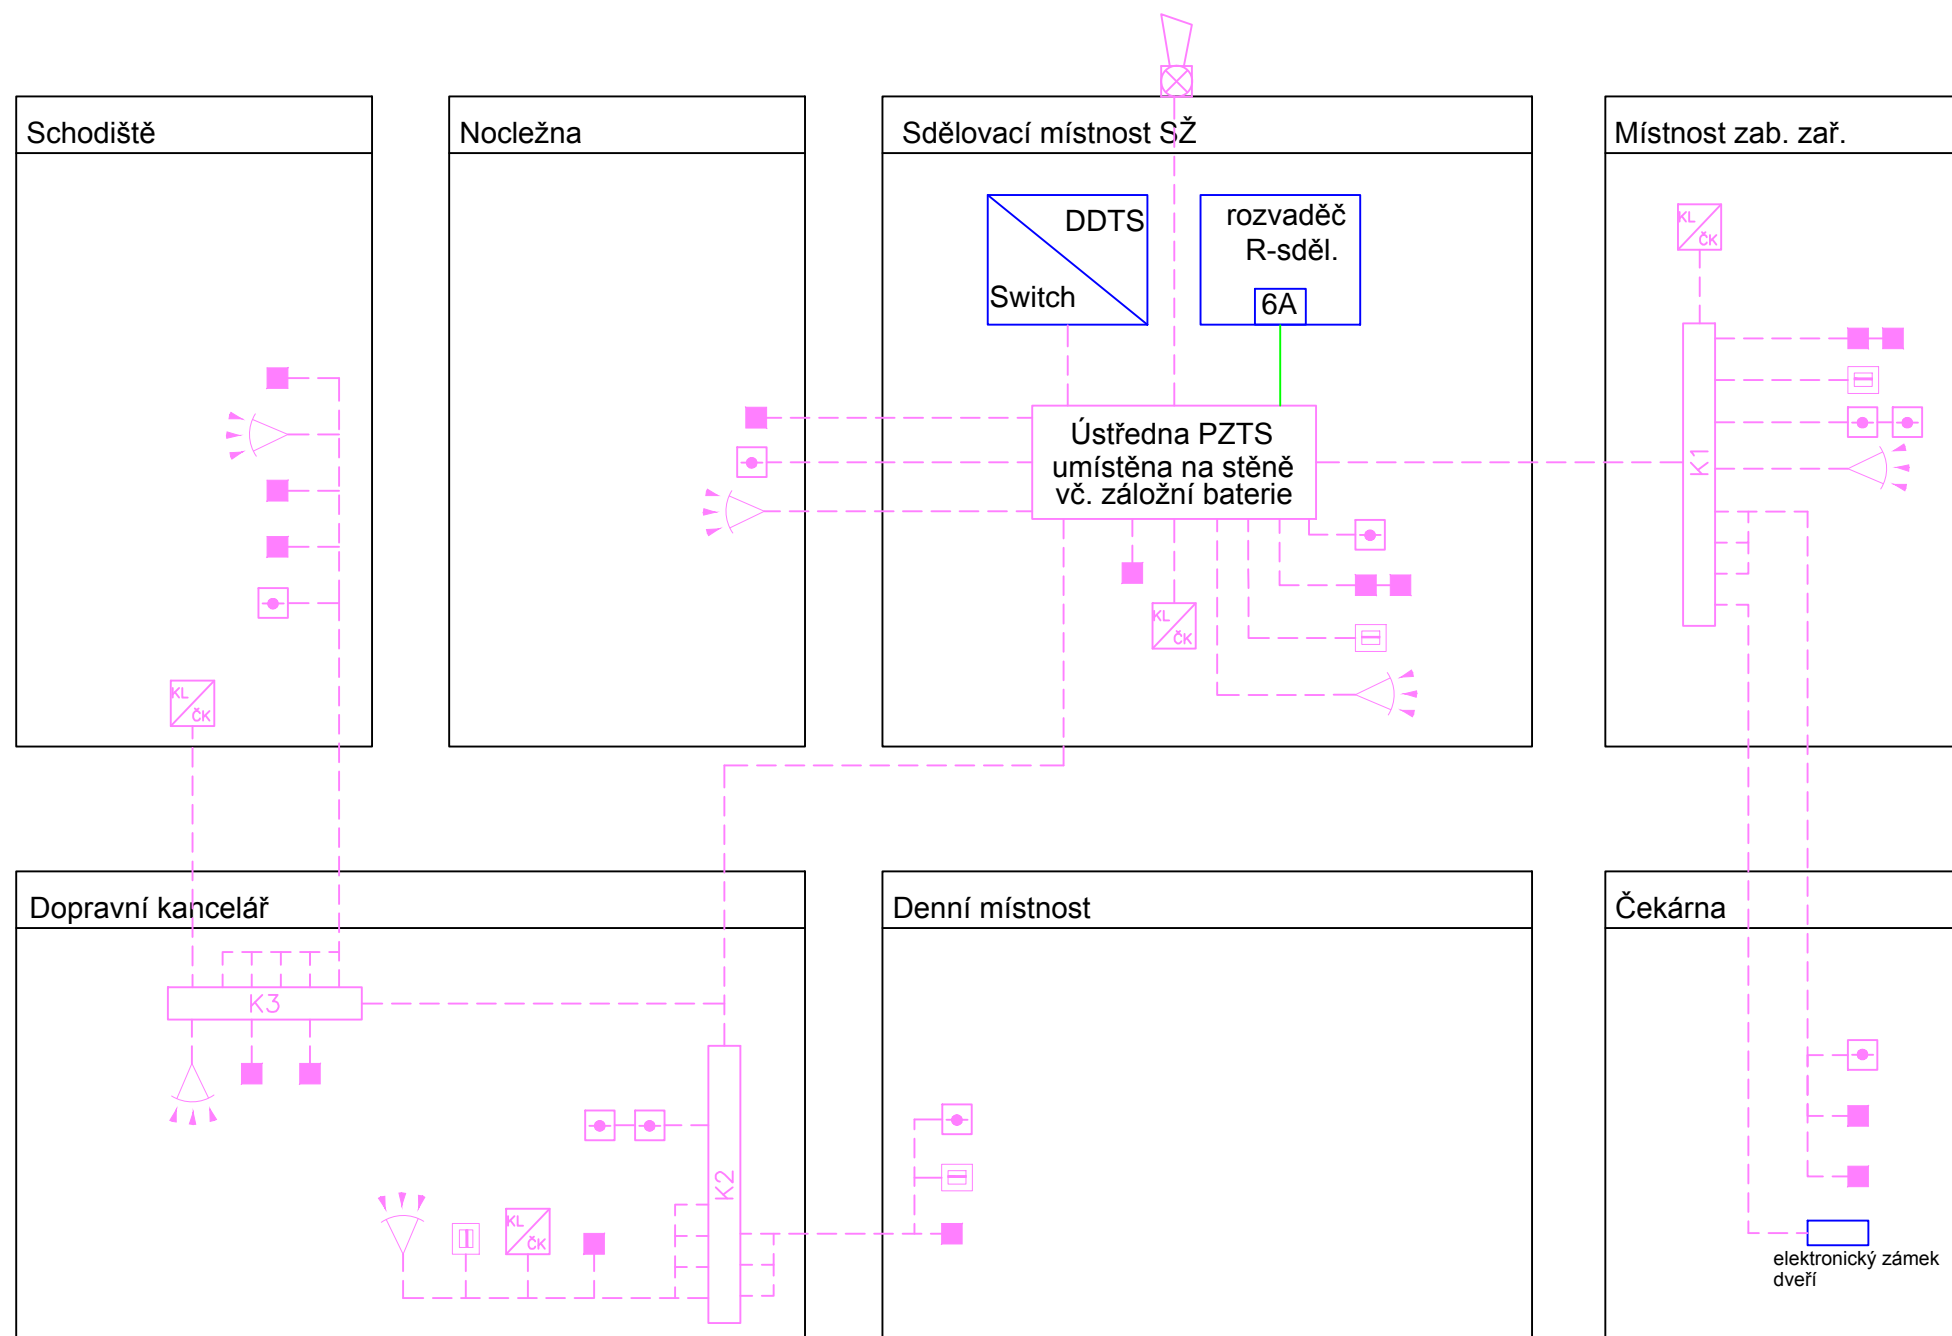 Schodiště
Nocležna
Sdělovací místnost SŽ
Místnost zab. zař.
DDTS
Switch
rozvaděč
R-sděl.
6A
KL
ČK
Ústředna PZTS
umístěna na stěně
vč. záložní baterie
K1
KL
ČK
KL
ČK
Dopravní kancelář
Denní místnost
Čekárna
K3
K2
KL
ČK
elektronický zámek
dveří